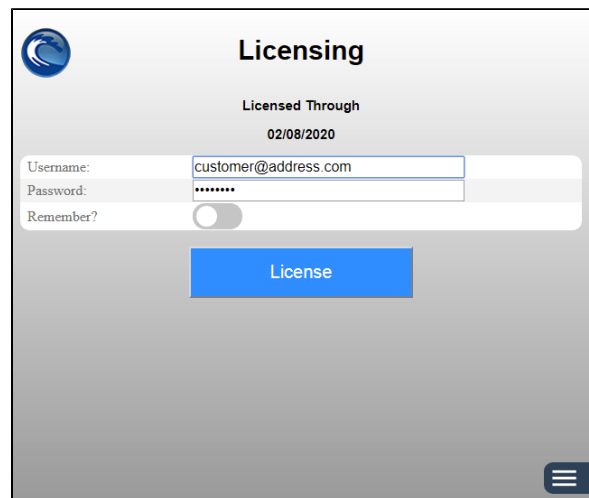 Licensing
Licensed Through
02/08/2020
Username: customer@address.com
Password: ••••••••
Remember?
License